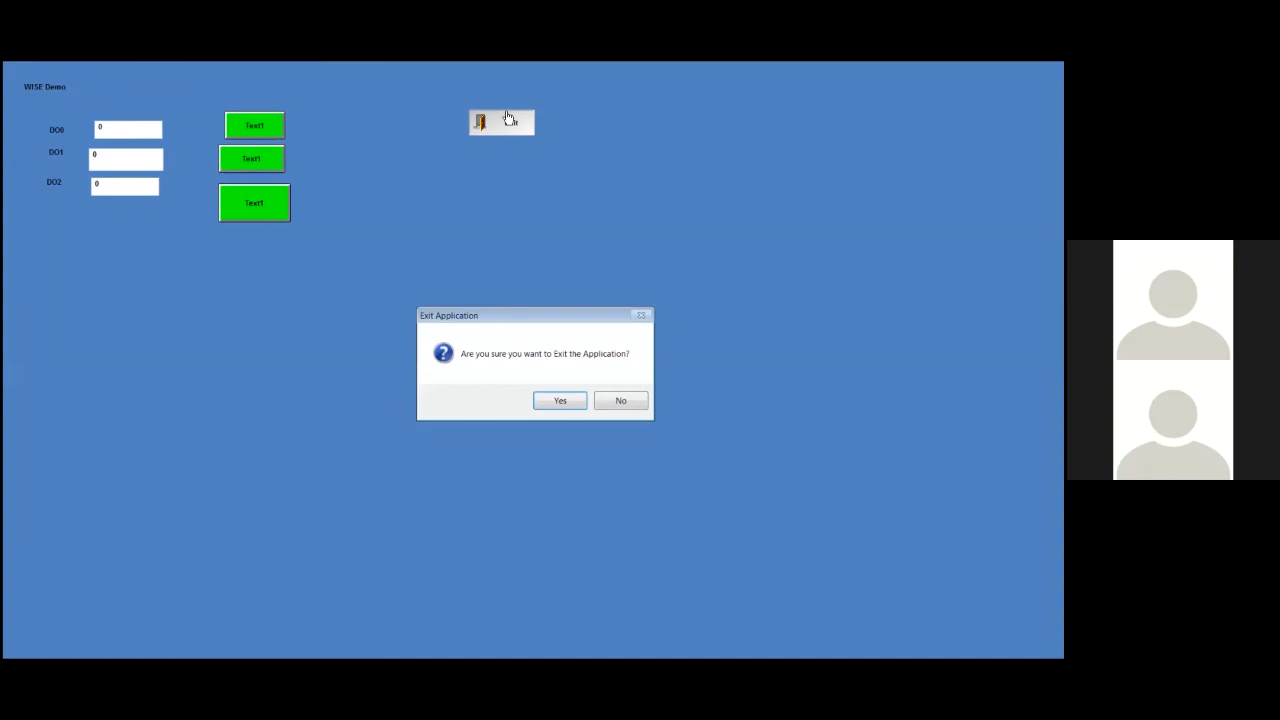 WISE Demo
DO0
0
Text1
DO1
0
Text1
DO2
0
Text1
Exit Application
Are you sure you want to Exit the Application?
Yes
No